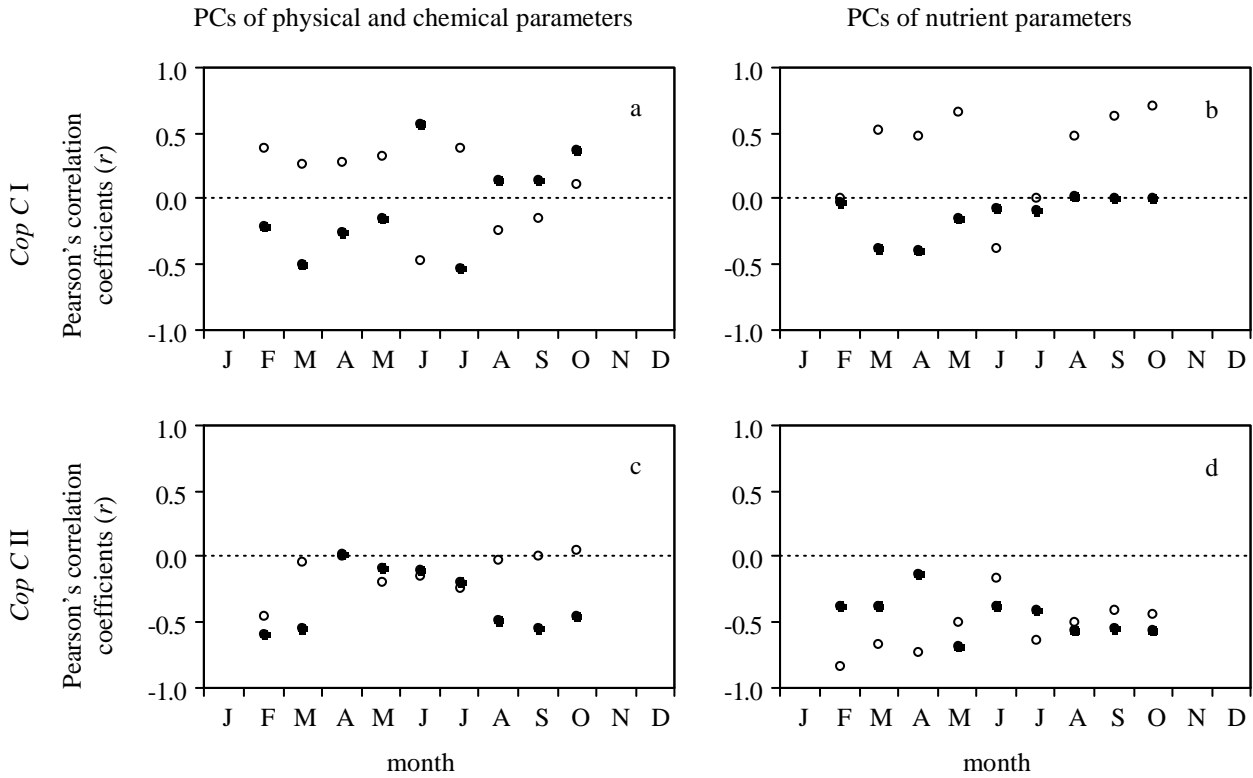 PCs of physical and chemical parameters
PCs of nutrient parameters
Cop C I
Pearson's correlation
coefficients (r)
1.0
0.5
0.0
-0.5
-1.0
a
J F M A M J J A S O N D
1.0
0.5
0.0
-0.5
-1.0
b
J F M A M J J A S O N D
Cop C II
Pearson's correlation
coefficients (r)
1.0
0.5
0.0
-0.5
-1.0
c
J F M A M J J A S O N D
month
1.0
0.5
0.0
-0.5
-1.0
d
J F M A M J J A S O N D
month